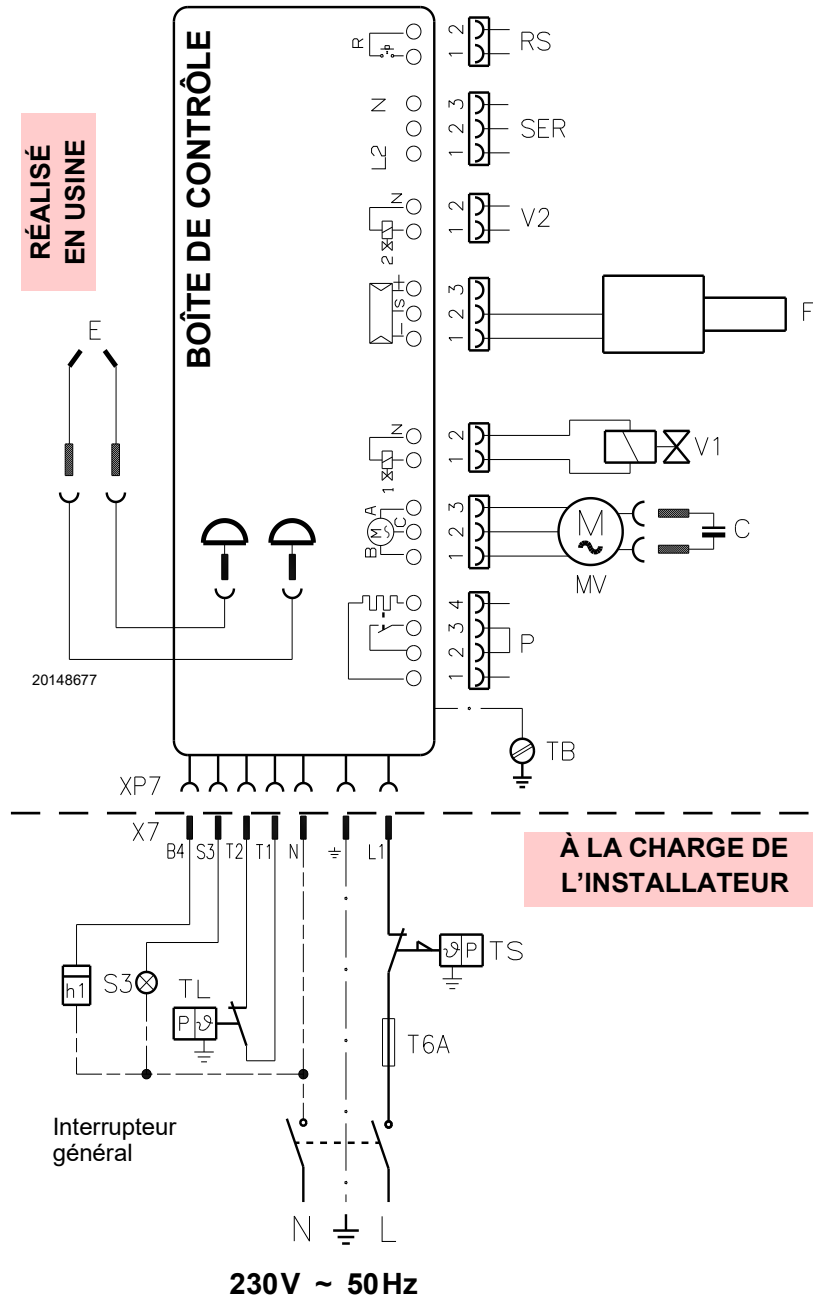 BOÎTE DE CONTRÔLE
RÉALISÉ
EN USINE
R
2
1
RS
N
L2
3
2
1
SER
N
2
2
1
V2
S
3
2
1
F
N
1
2
1
V1
A
C
B
M
3
2
1
M
MV
C
4
3
2
1
P
E
20148677
TB
XP7
X7
B4
S3
T2
T1
N
L1
À LA CHARGE DE
L'INSTALLATEUR
h1
S3
TL
P ϑ
ϑ P
TS
T6A
Interrupteur
général
N
L
230V ~ 50Hz